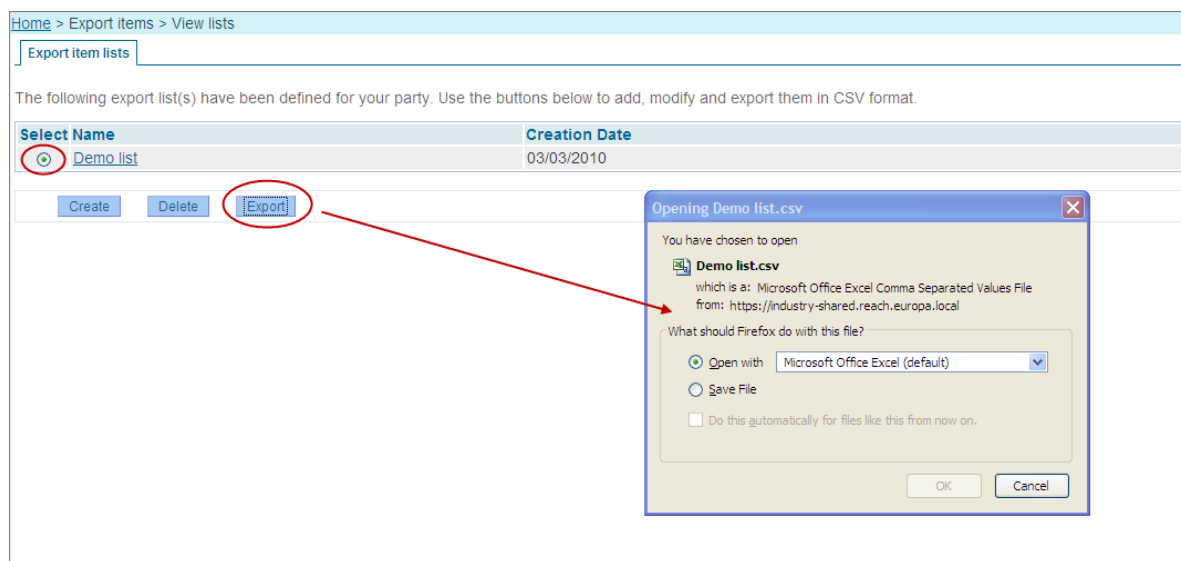 Home > Export items > View lists
Export item lists
The following export list(s) have been defined for your party. Use the buttons below to add, modify and export them in CSV format.
Select Name Creation Date
Demo list 03/03/2010
Create Delete Export
Opening Demo list.csv
You have chosen to open
Demo list.csv
which is a: Microsoft Office Excel Comma Separated Values File
from: https://industry-shared.reach.europa.local
What should Firefox do with this file?
Open with Microsoft Office Excel (default)
Save File
Do this automatically for files like this from now on.
OK Cancel